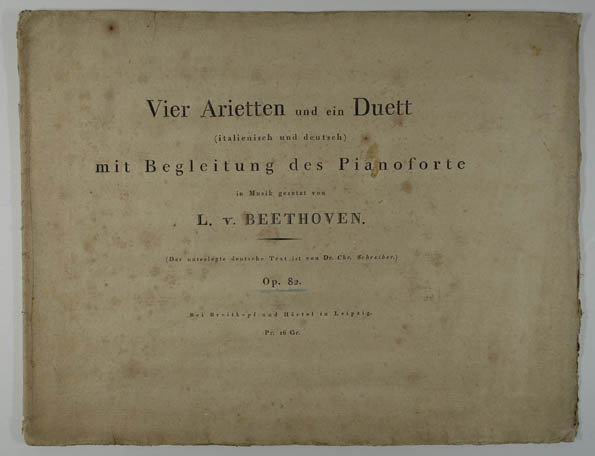 Vier Arietten und ein Duett
(italienisch und deutsch)
mit Begleitung des Pianoforte
in Musik gesetzt von
L. v. BEETHOVEN.
(Der unterlegte deutsche Text ist von Dr. Chr. Schreiber.)
Op. 82.
Bei Breitkopf und Härtel in Leipzig.
Pr. 16 Gr.